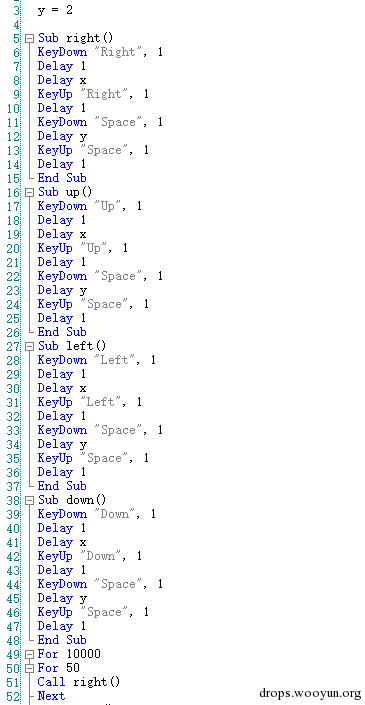 3 y = 2
4
5 Sub right()
6 KeyDown "Right", 1
7 Delay 1
8 Delay x
9 KeyUp "Right", 1
10 Delay 1
11 KeyDown "Space", 1
12 Delay y
13 KeyUp "Space", 1
14 Delay 1
15 End Sub
16 Sub up()
17 KeyDown "Up", 1
18 Delay 1
19 Delay x
20 KeyUp "Up", 1
21 Delay 1
22 KeyDown "Space", 1
23 Delay y
24 KeyUp "Space", 1
25 Delay 1
26 End Sub
27 Sub left()
28 KeyDown "Left", 1
29 Delay 1
30 Delay x
31 KeyUp "Left", 1
32 Delay 1
33 KeyDown "Space", 1
34 Delay y
35 KeyUp "Space", 1
36 Delay 1
37 End Sub
38 Sub down()
39 KeyDown "Down", 1
40 Delay 1
41 Delay x
42 KeyUp "Down", 1
43 Delay 1
44 KeyDown "Space", 1
45 Delay y
46 KeyUp "Space", 1
47 Delay 1
48 End Sub
49 For 10000
50 For 50
51 Call right()
52 Next
drops.wooyun.org